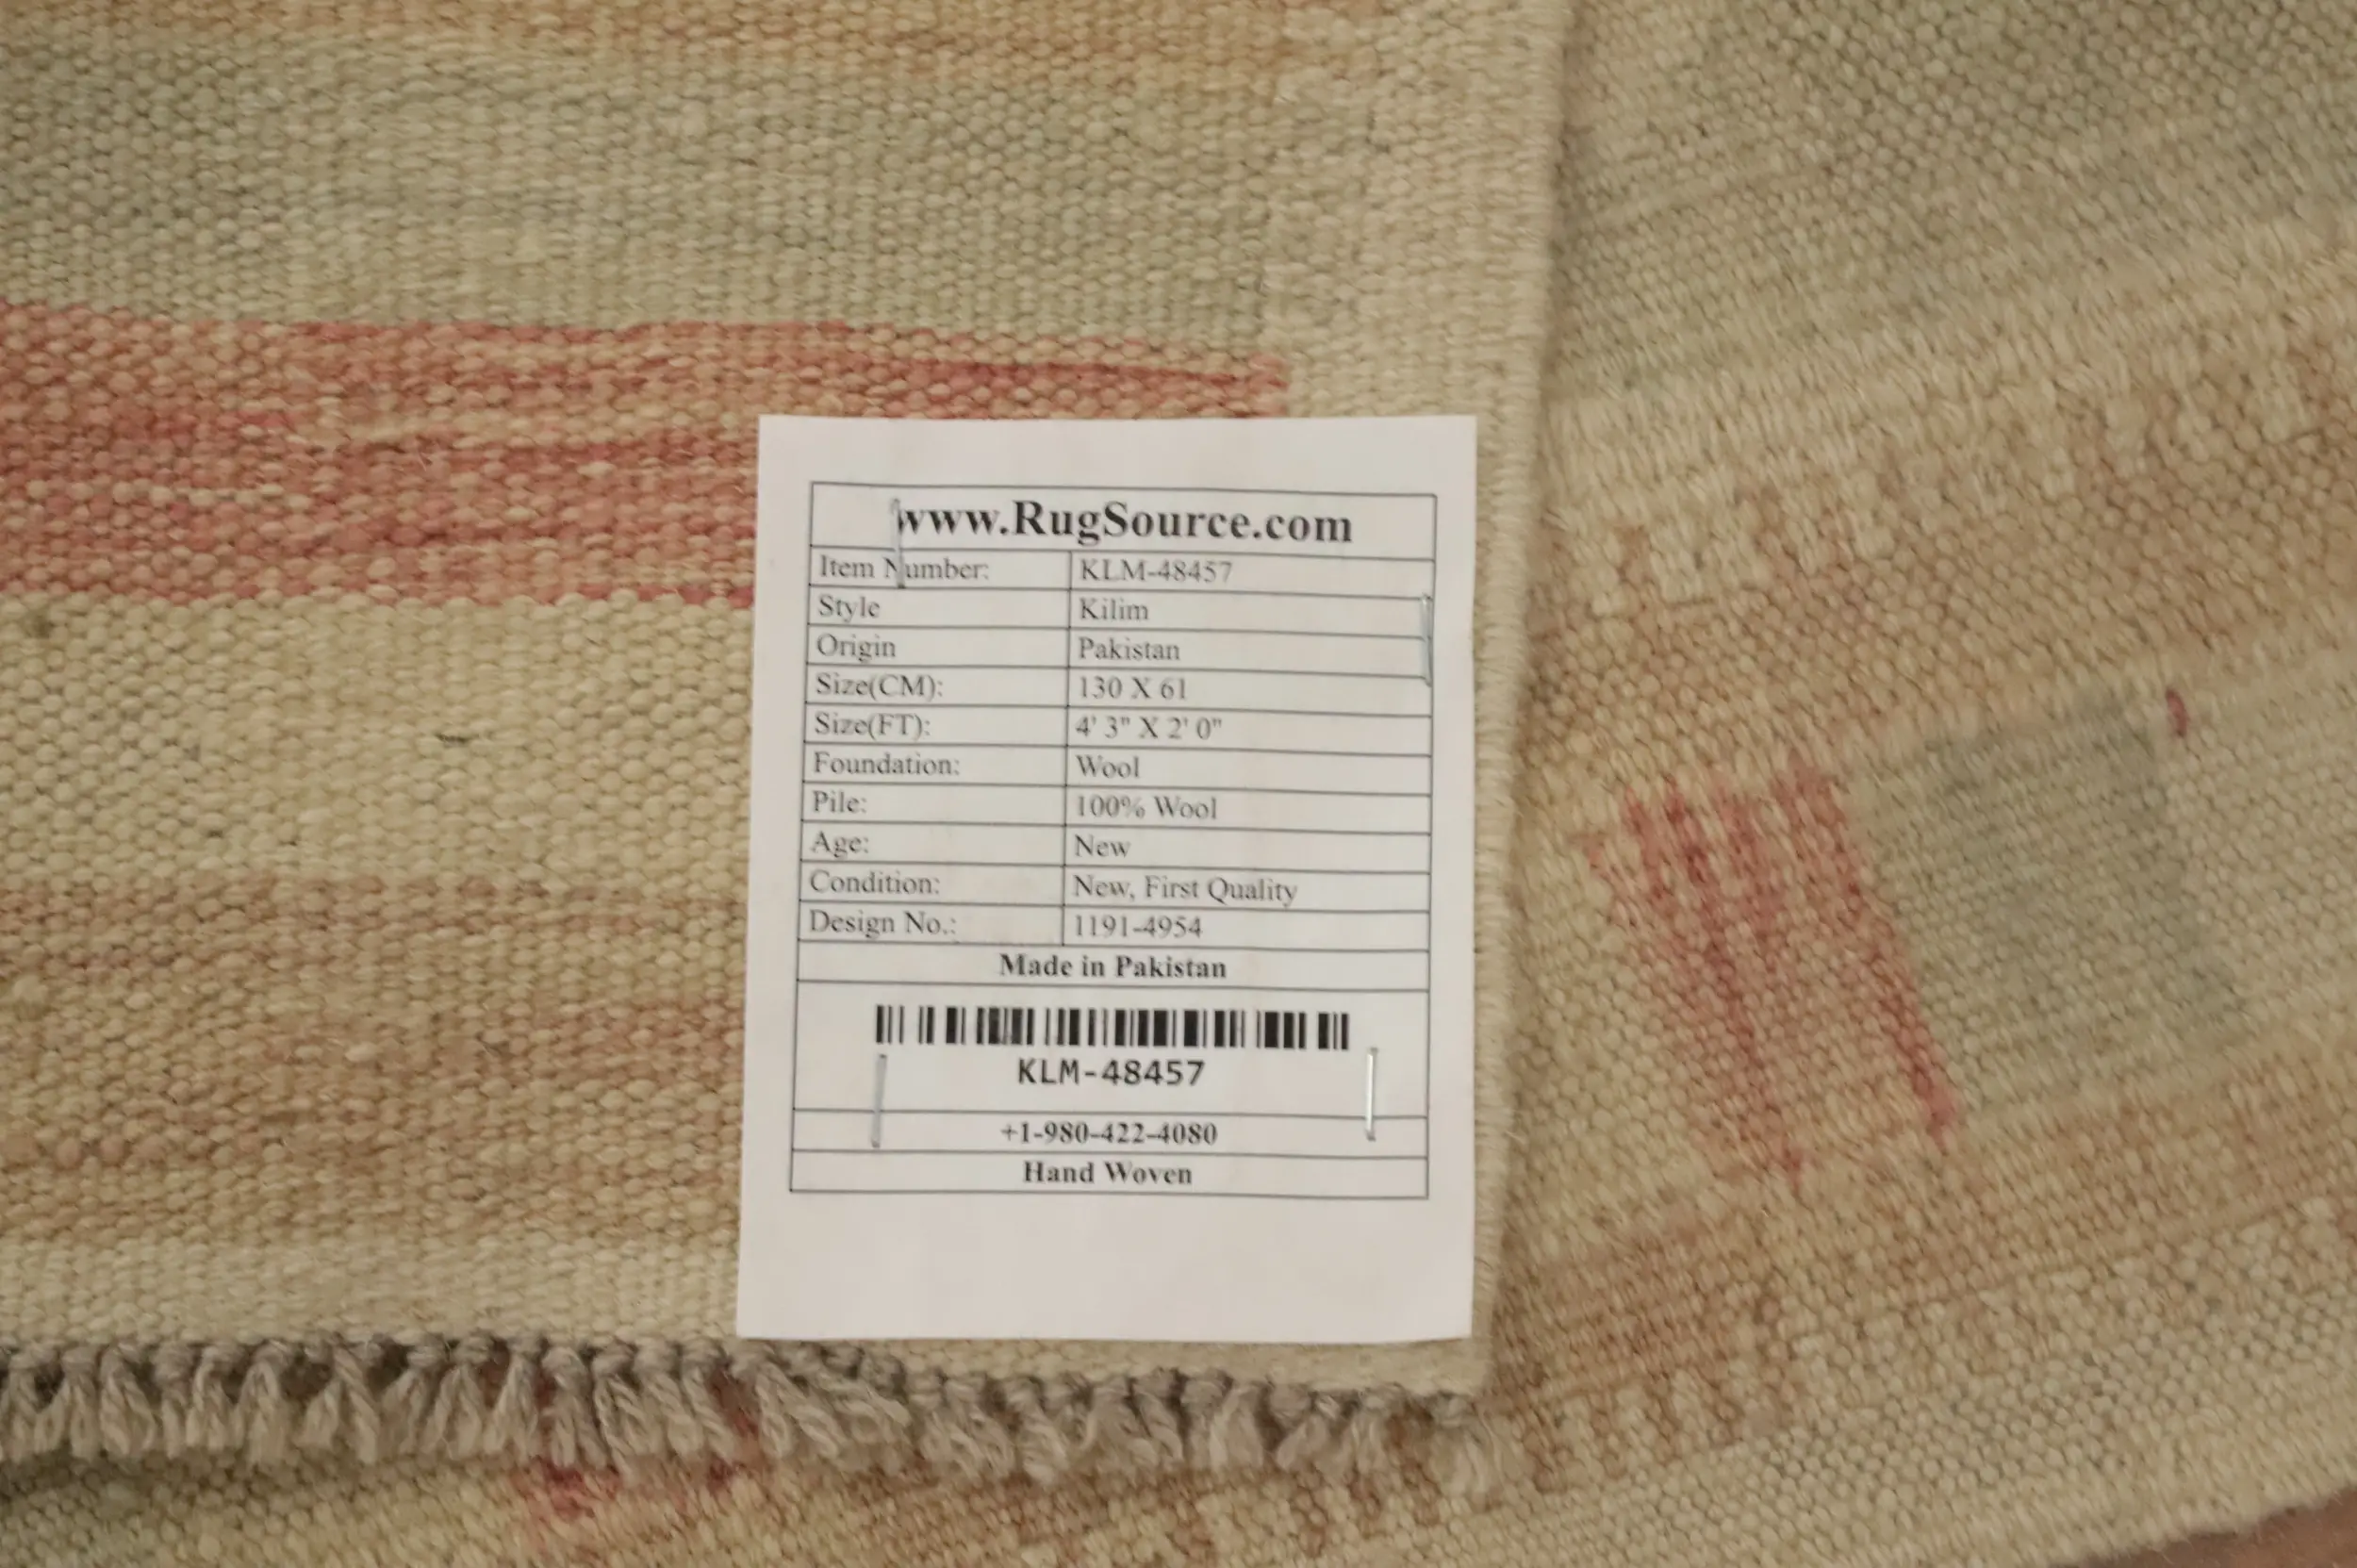 www.RugSource.com
Item Number: KLM-48457
Style Kilim
Origin Pakistan
Size(CM): 130 X 61
Size(FT): 4' 3" X 2' 0"
Foundation: Wool
Pile: 100% Wool
Age: New
Condition: New, First Quality
Design No.: 1191-4954
Made in Pakistan
KLM-48457
+1-980-422-4080
Hand Woven